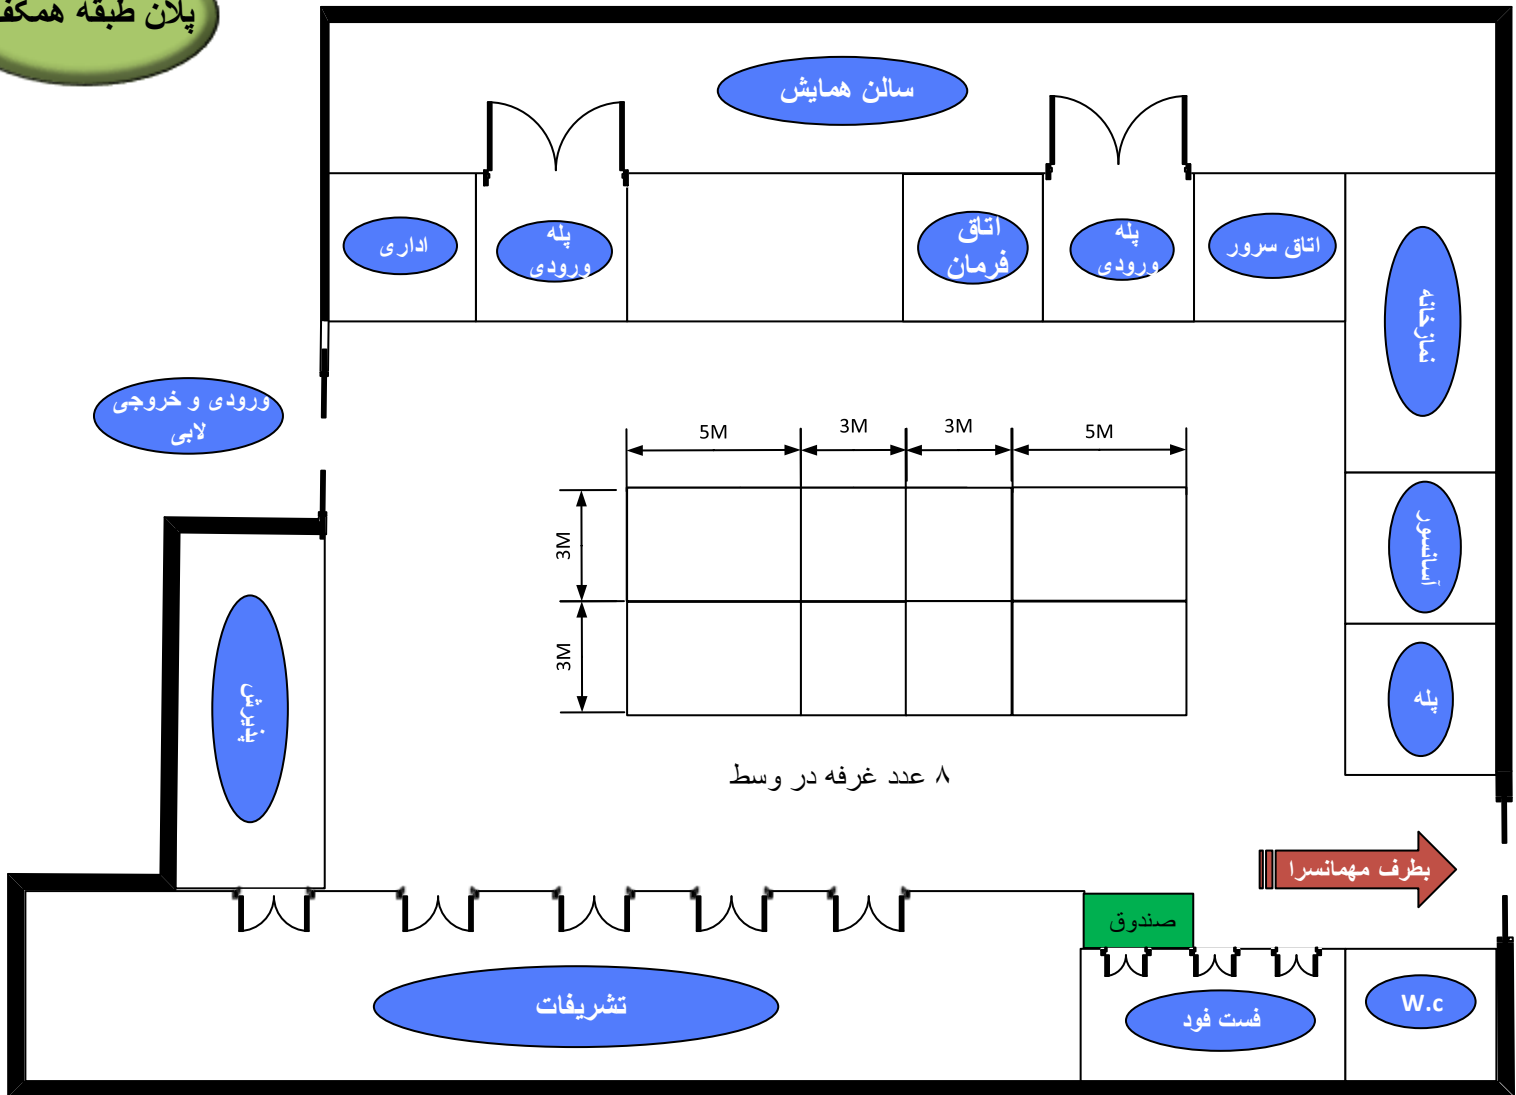 پلان طبقه همکف
سالن همایش
اداری
پله
ورودی
اتاق
فرمان
پله
ورودی
اتاق سرور
نمازخانه
ورودی و خروجی
لابی
5M
3M
3M
5M
3M
3M
آسانسور
پله
پذیرش
۸ عدد غرفه در وسط
بطرف مهمانسرا
صندوق
تشریفات
فست فود
W.c